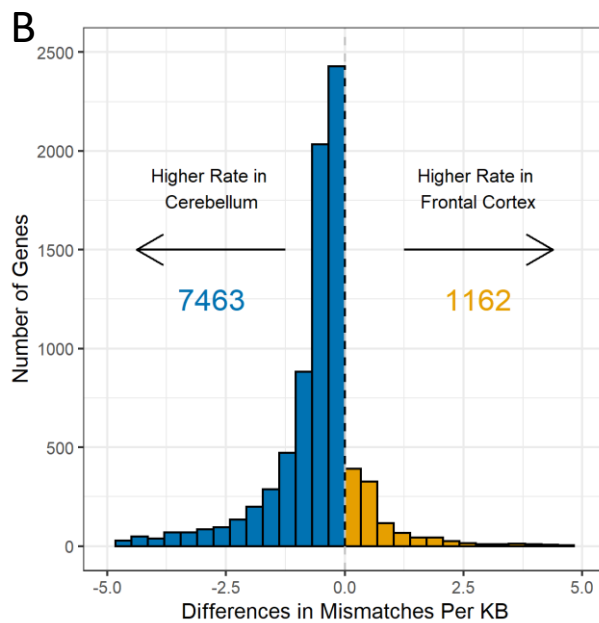 B
2500
2000
1500
1000
500
0
Number of Genes
Higher Rate in
Cerebellum
7463
Higher Rate in
Frontal Cortex
1162
-5.0
-2.5
0.0
2.5
5.0
Differences in Mismatches Per KB